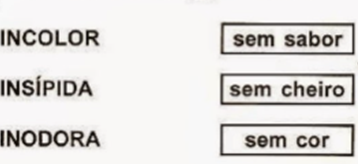 INCOLOR sem sabor
INSÍPIDA sem cheiro
INODORA sem cor